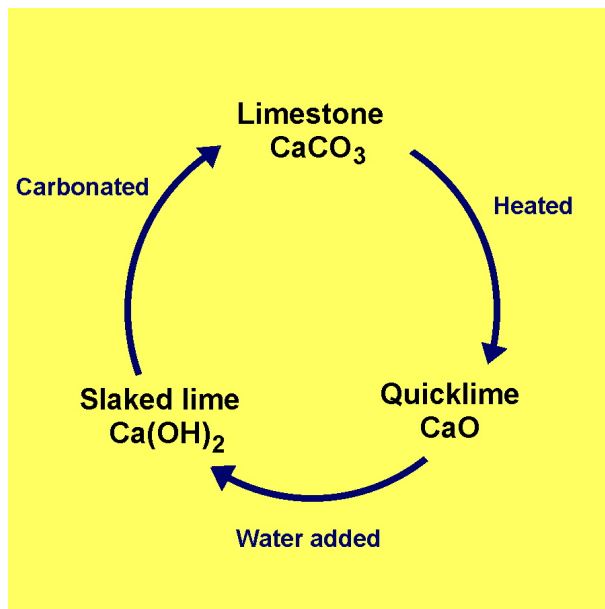 Limestone
CaCO₃
Carbonated
Heated
Quicklime
CaO
Slaked lime
Ca(OH)₂
Water added